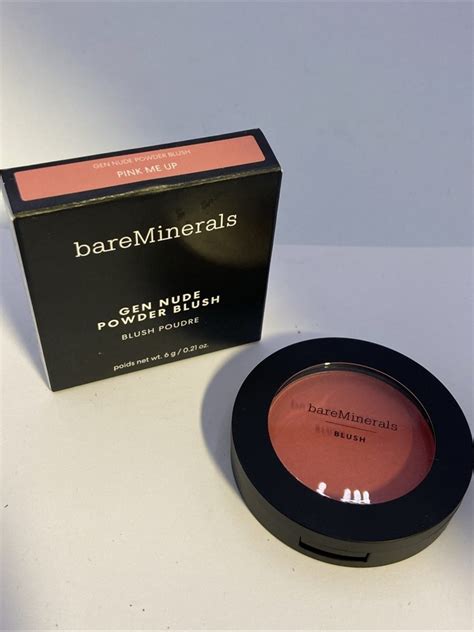 GEN NUDE POWDER BLUSH
PINK ME UP
bareMinerals
GEN NUDE
POWDER BLUSH
BLUSH POUDRE
poids net wt. 6 g / 0.21 oz.
bareMinerals
BLUSH